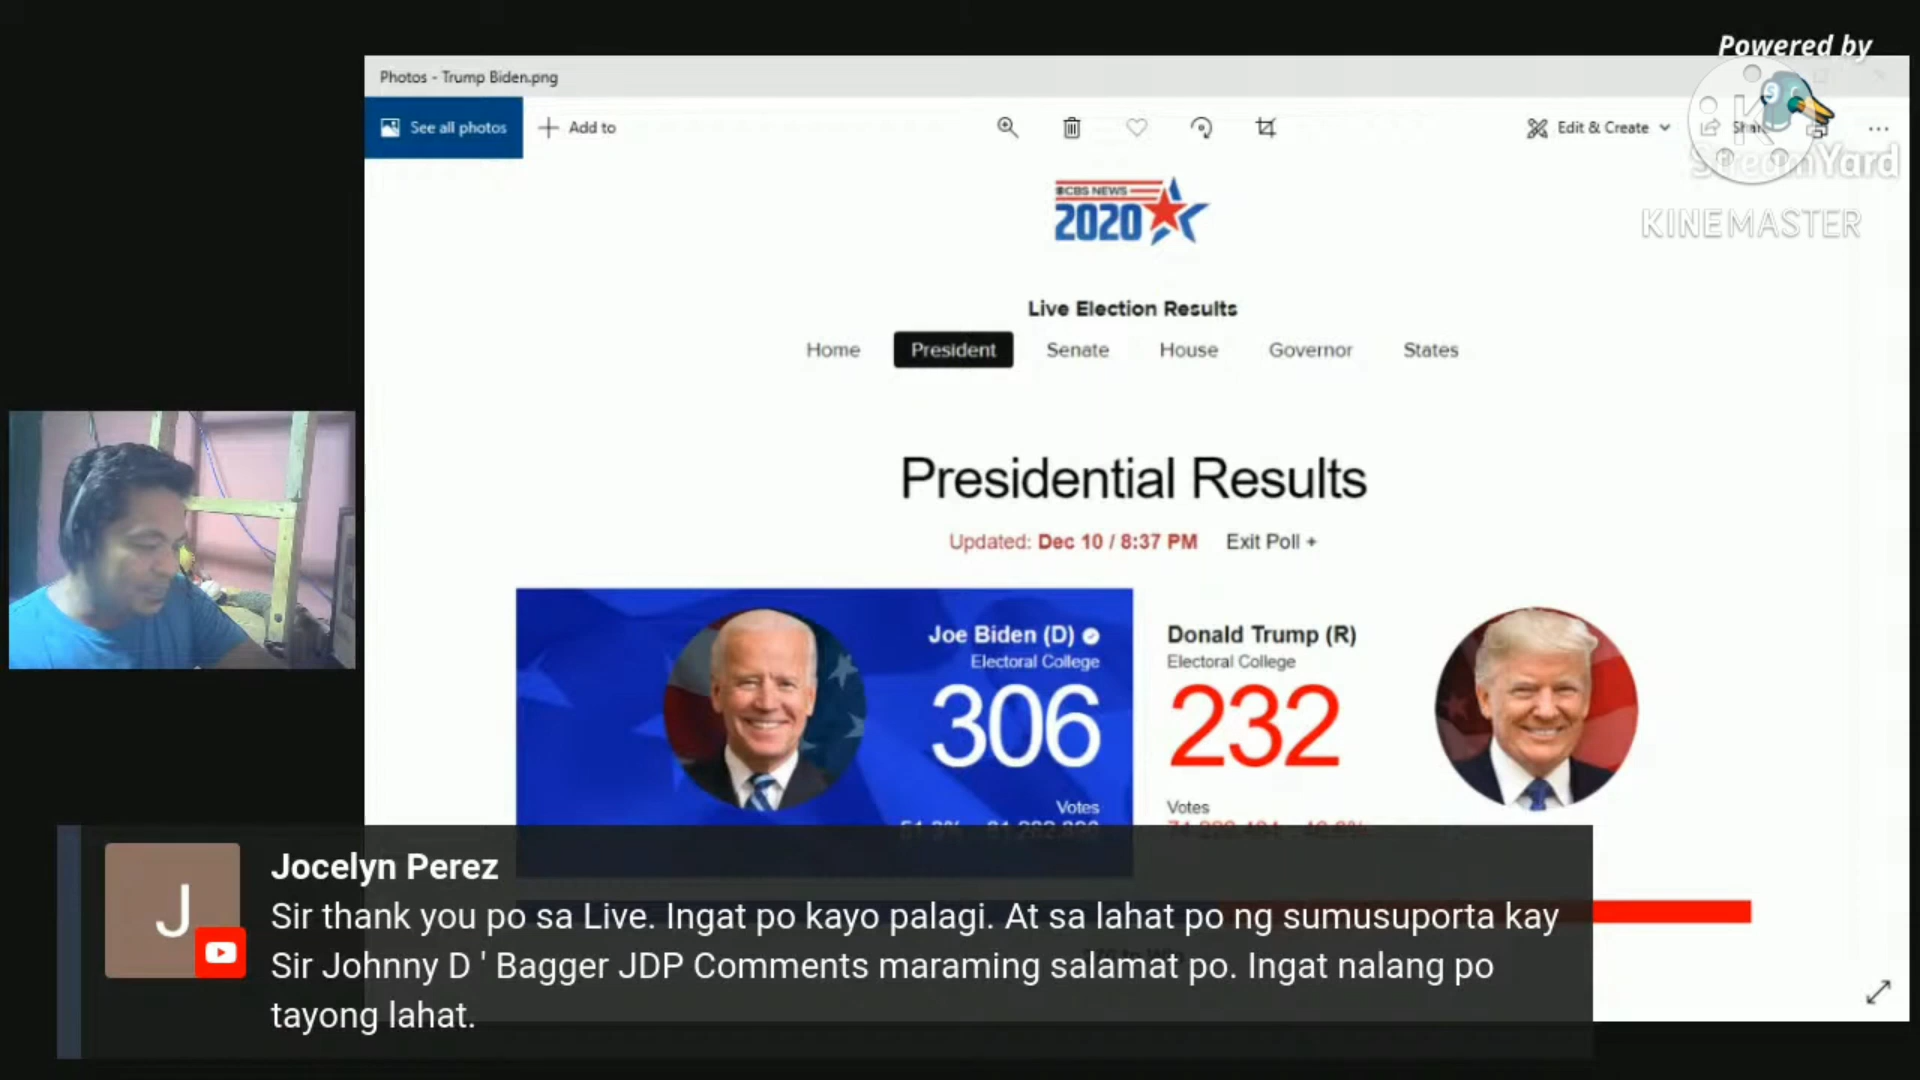 Powered by
StreamYard
KINEMASTER
Photos - Trump Biden.png
See all photos
Add to
Edit & Create
CBS NEWS
2020
Live Election Results
Home President Senate House Governor States
Presidential Results
Updated: Dec 10 / 8:37 PM Exit Poll +
Joe Biden (D)
Electoral College
306
Votes
Donald Trump (R)
Electoral College
232
Votes
J
Jocelyn Perez
Sir thank you po sa Live. Ingat po kayo palagi. At sa lahat po ng sumusuporta kay
Sir Johnny D ' Bagger JDP Comments maraming salamat po. Ingat nalang po
tayong lahat.